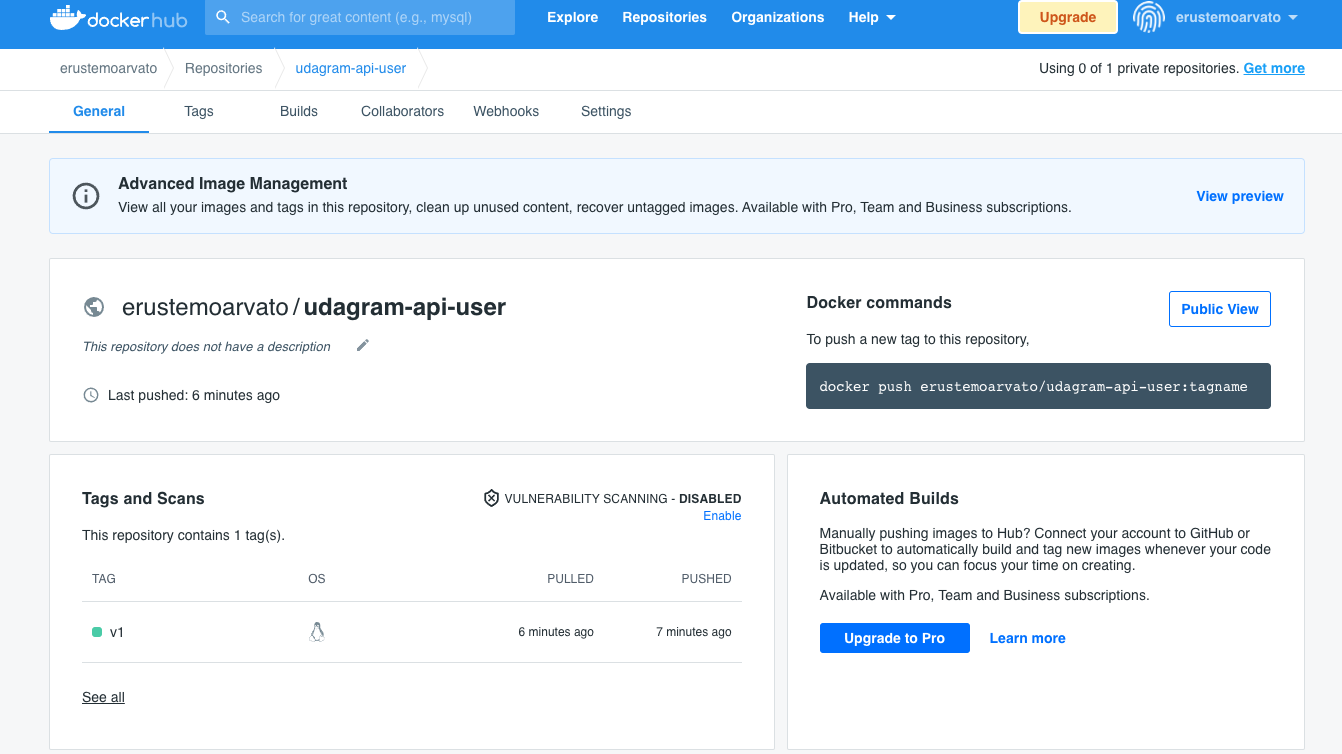 dockerhub
Search for great content (e.g., mysql)
Explore
Repositories
Organizations
Help
Upgrade
erustemoarvato
erustemoarvato
Repositories
udagram-api-user
Using 0 of 1 private repositories. Get more
General
Tags
Builds
Collaborators
Webhooks
Settings
Advanced Image Management
View all your images and tags in this repository, clean up unused content, recover untagged images. Available with Pro, Team and Business subscriptions.
View preview
erustemoarvato / udagram-api-user
This repository does not have a description
Last pushed: 6 minutes ago
Docker commands
Public View
To push a new tag to this repository,
docker push erustemoarvato/udagram-api-user:tagname
Tags and Scans
VULNERABILITY SCANNING - DISABLED
Enable
This repository contains 1 tag(s).
TAG
OS
PULLED
PUSHED
v1
6 minutes ago
7 minutes ago
See all
Automated Builds
Manually pushing images to Hub? Connect your account to GitHub or
Bitbucket to automatically build and tag new images whenever your code
is updated, so you can focus your time on creating.
Available with Pro, Team and Business subscriptions.
Upgrade to Pro
Learn more